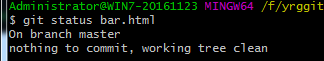 Administrator@WIN7-20161123 MINGW64 /f/yrggit
$ git status bar.html
On branch master
nothing to commit, working tree clean